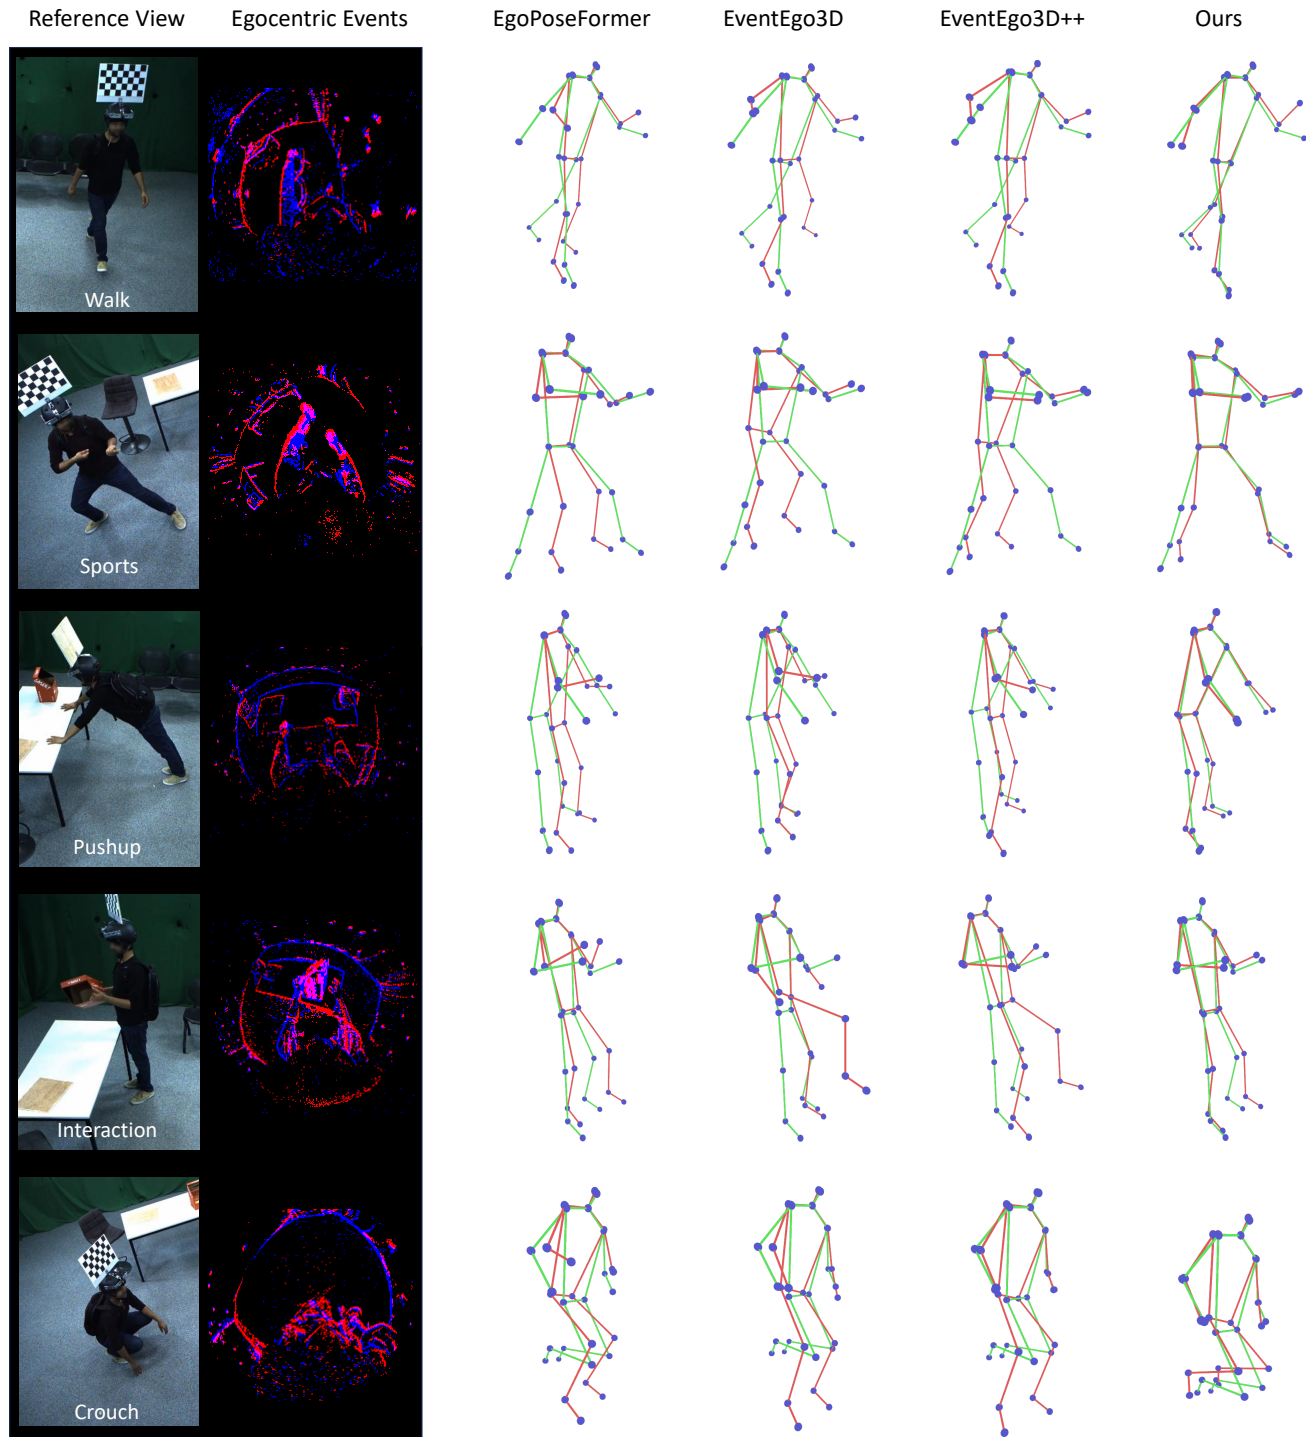 Reference View Egocentric Events EgoPoseFormer EventEgo3D EventEgo3D++ Ours
Walk
Sports
Pushup
Interaction
Crouch